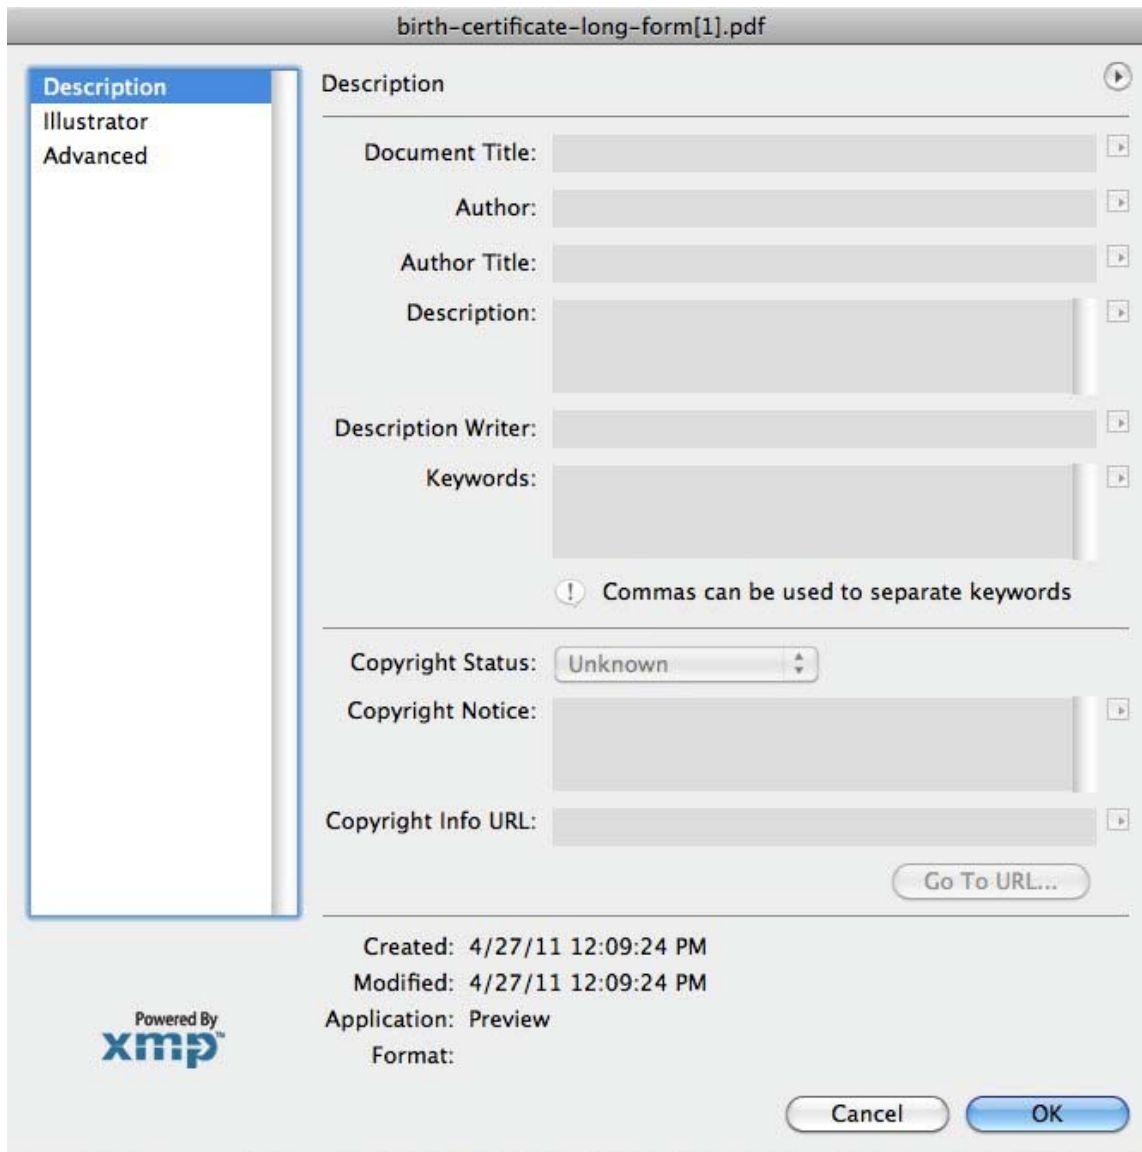 birth-certificate-long-form[1].pdf
Description
Illustrator
Advanced
Description
Document Title:
Author:
Author Title:
Description:
Description Writer:
Keywords:
! Commas can be used to separate keywords
Copyright Status: Unknown
Copyright Notice:
Copyright Info URL:
Go To URL...
Created: 4/27/11 12:09:24 PM
Modified: 4/27/11 12:09:24 PM
Application: Preview
Format:
Powered By
xmp™
Cancel OK